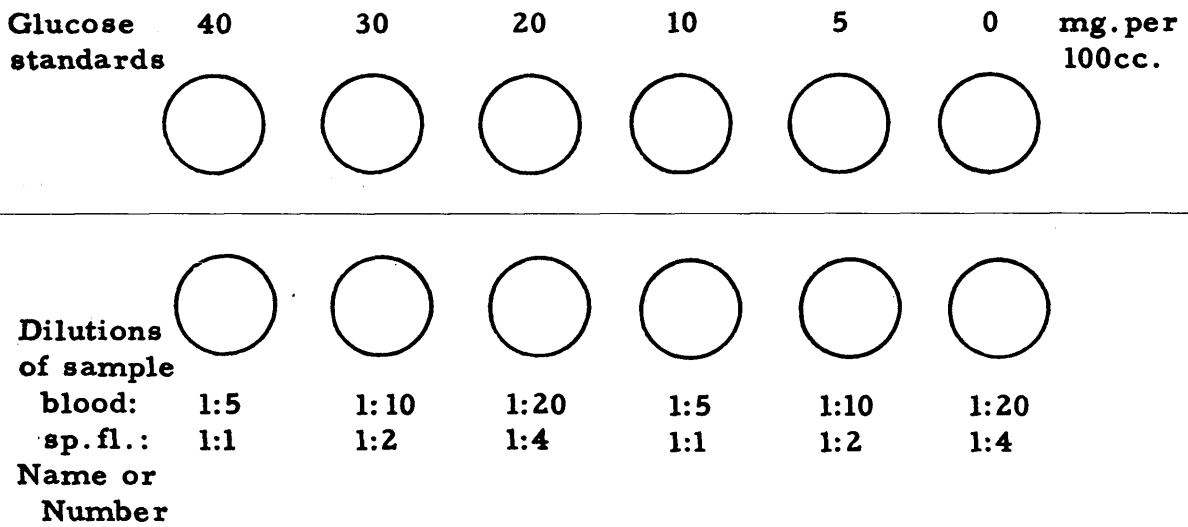 Glucose 40 30 20 10 5 0 mg.per
standards 100cc.
Dilutions
of sample
blood: 1:5 1:10 1:20 1:5 1:10 1:20
sp.fl.: 1:1 1:2 1:4 1:1 1:2 1:4
Name or
Number